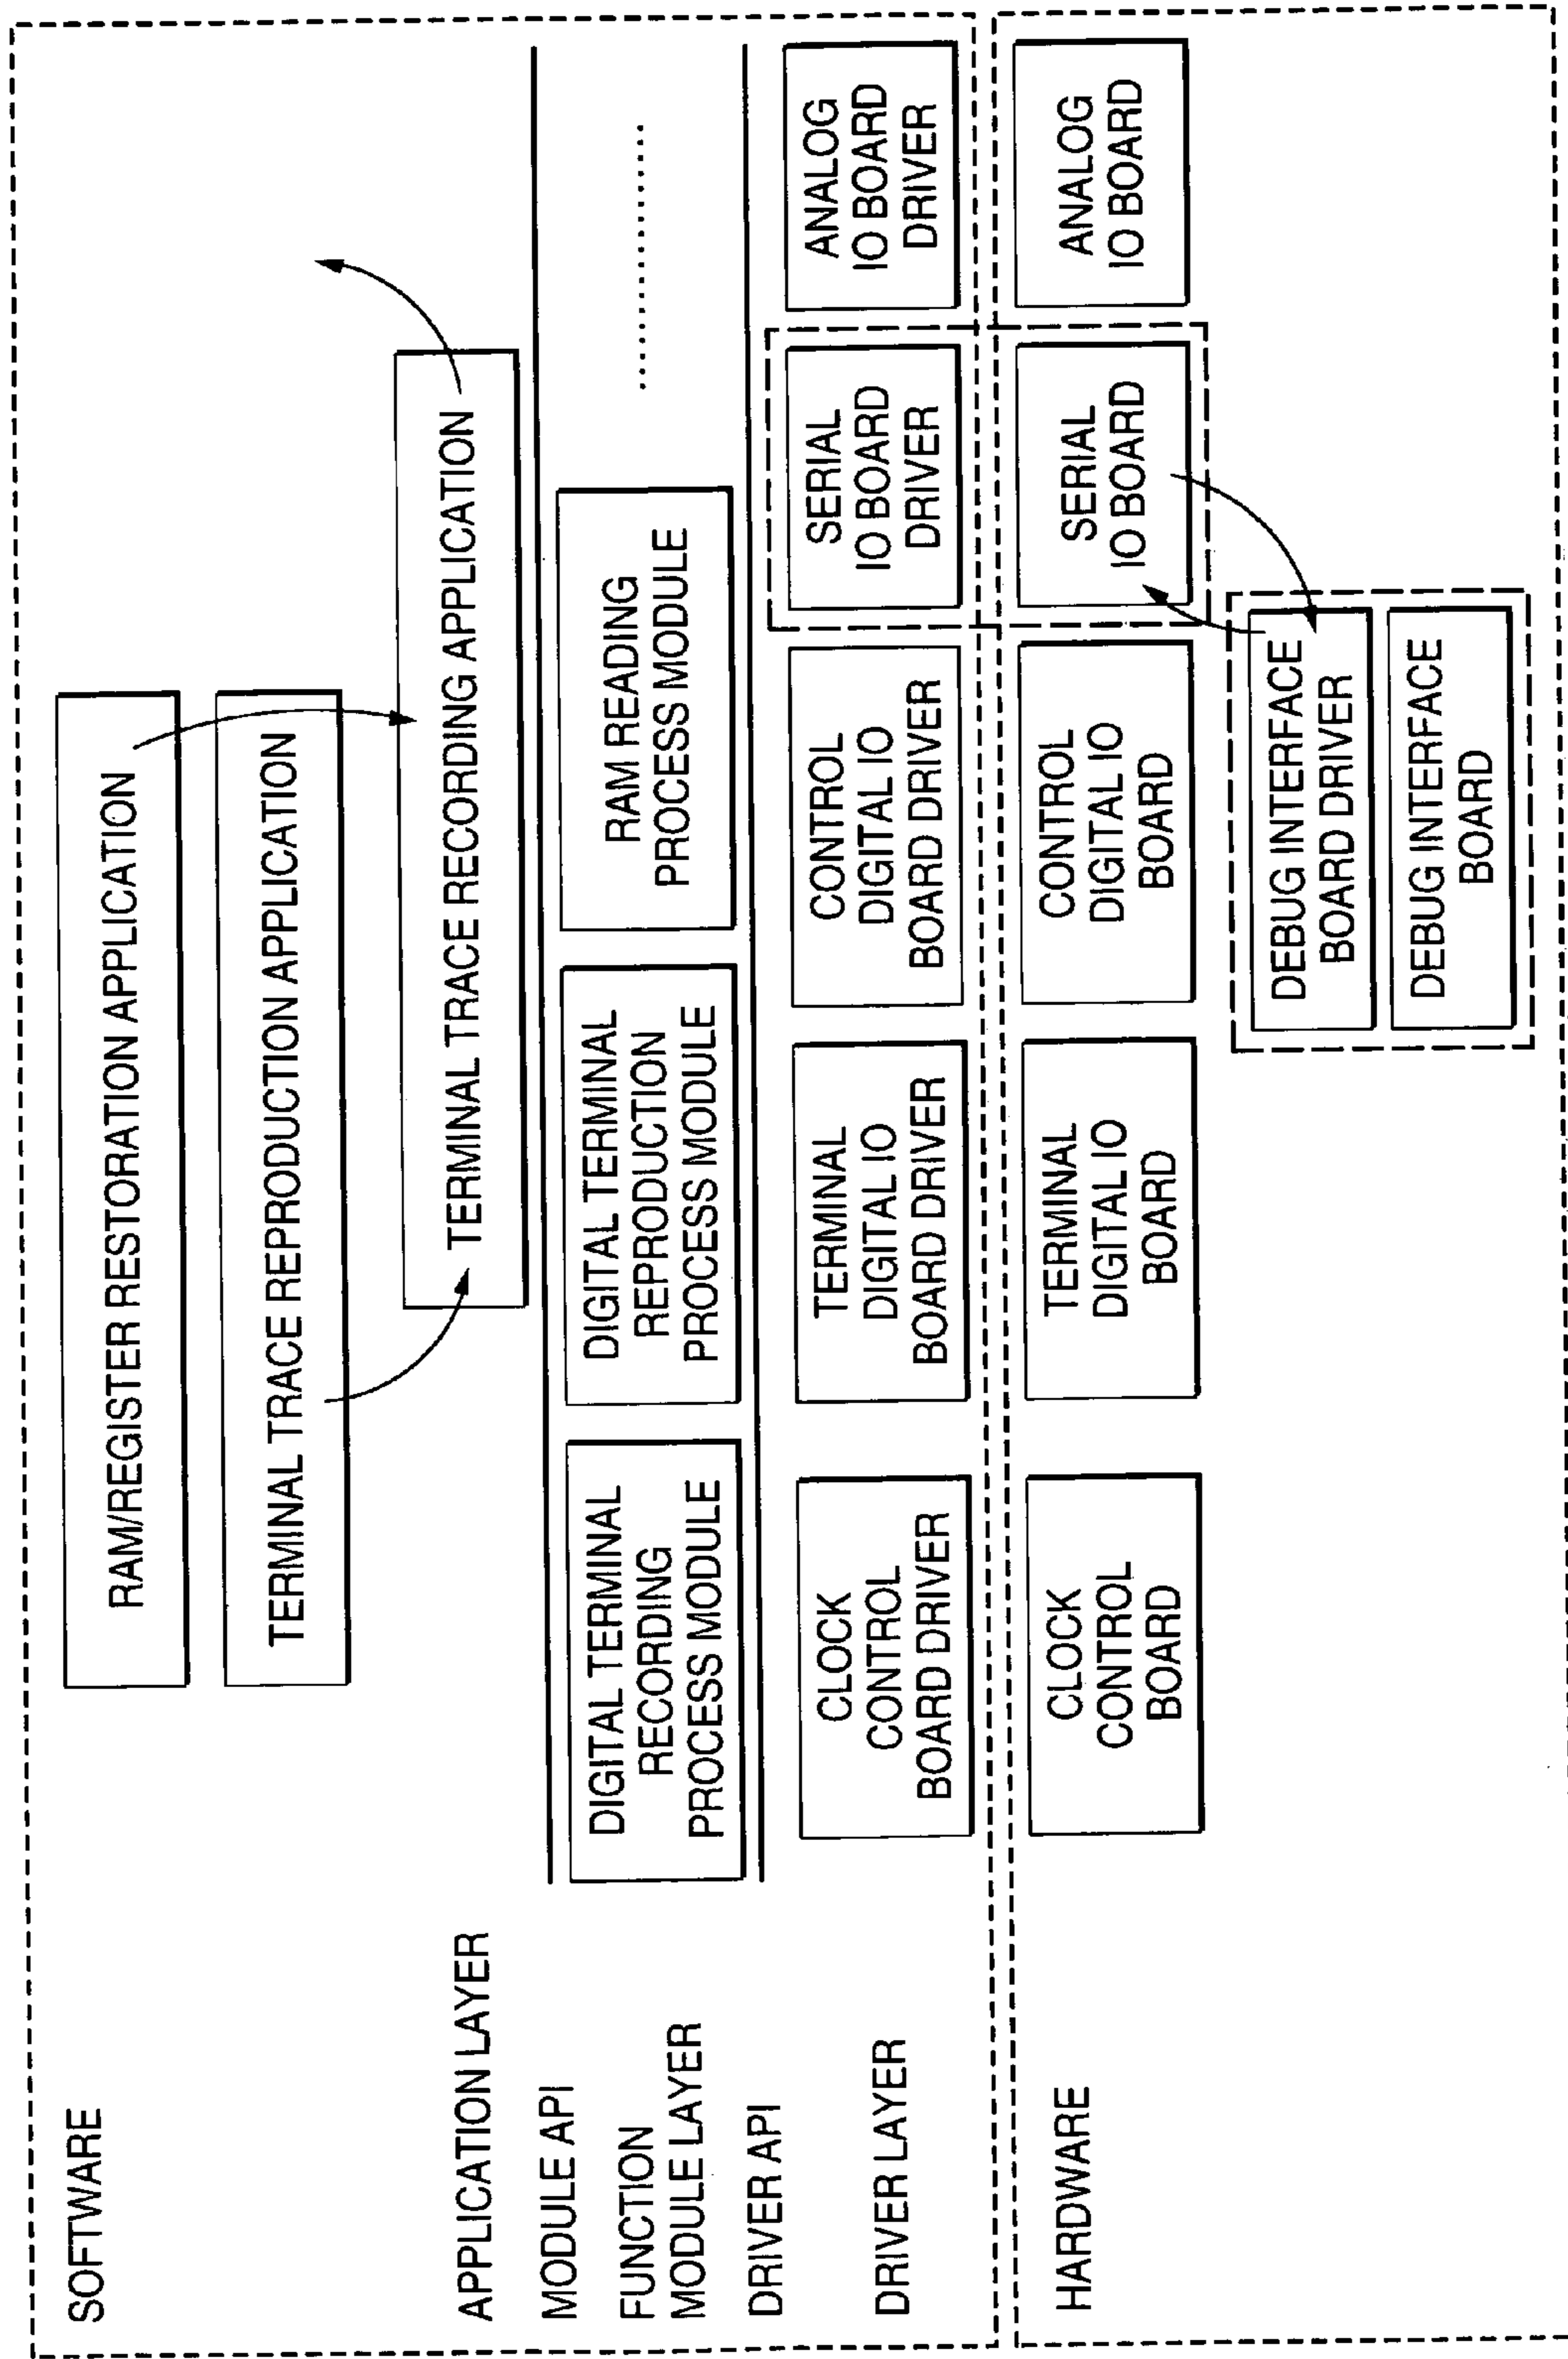 SOFTWARE
RAM/REGISTER RESTORATION APPLICATION
TERMINAL TRACE REPRODUCTION APPLICATION
APPLICATION LAYER
TERMINAL TRACE RECORDING APPLICATION
MODULE API
FUNCTION
MODULE LAYER
DIGITAL TERMINAL
RECORDING
PROCESS MODULE
DIGITAL TERMINAL
REPRODUCTION
PROCESS MODULE
RAM READING
PROCESS MODULE
DRIVER API
DRIVER LAYER
CLOCK
CONTROL
BOARD DRIVER
TERMINAL
DIGITAL IO
BOARD DRIVER
CONTROL
DIGITAL IO
BOARD DRIVER
SERIAL
IO BOARD
DRIVER
ANALOG
IO BOARD
DRIVER
HARDWARE
CLOCK
CONTROL
BOARD
TERMINAL
DIGITAL IO
BOARD
CONTROL
DIGITAL IO
BOARD
SERIAL
IO BOARD
ANALOG
IO BOARD
DEBUG INTERFACE
BOARD DRIVER
DEBUG INTERFACE
BOARD